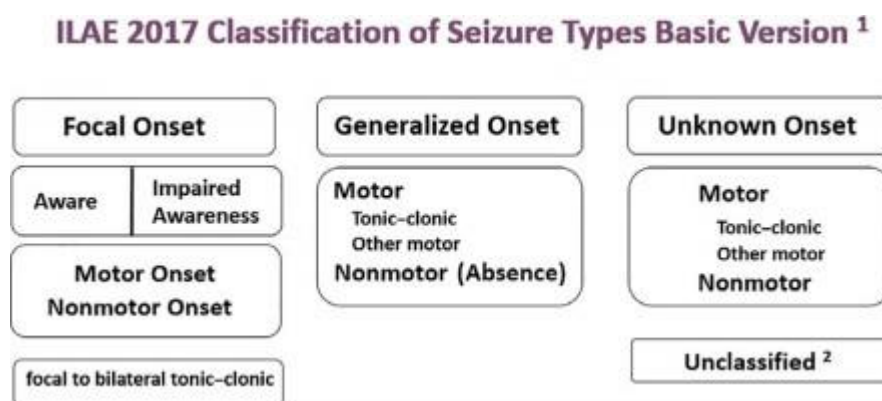 ILAE 2017 Classification of Seizure Types Basic Version ¹
Focal Onset
Aware
Impaired
Awareness
Motor Onset
Nonmotor Onset
focal to bilateral tonic–clonic
Generalized Onset
Motor
Tonic–clonic
Other motor
Nonmotor (Absence)
Unknown Onset
Motor
Tonic–clonic
Other motor
Nonmotor
Unclassified ²